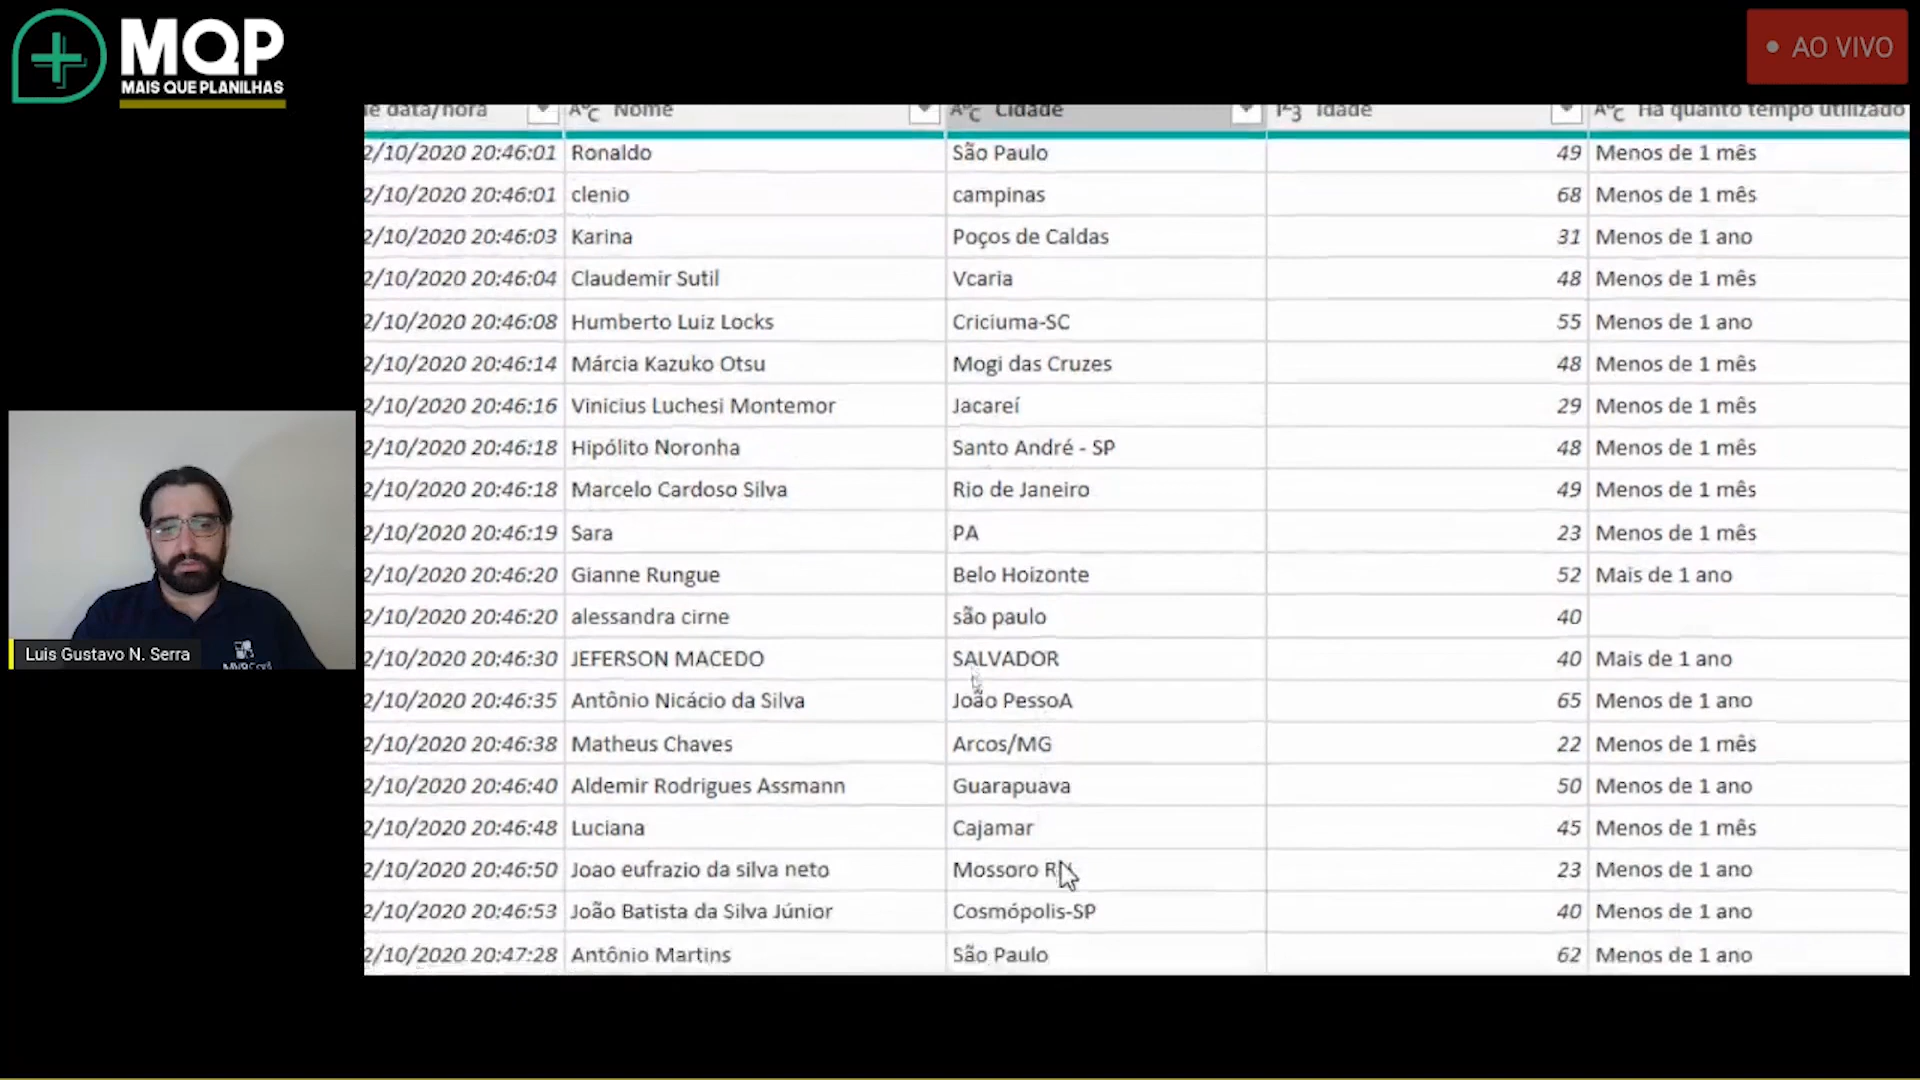 MQP
MAIS QUE PLANILHAS
AO VIVO
e data/hora ABC Nome ABC Cidade 123 Idade ABC Há quanto tempo utilizado
2/10/2020 20:46:01 Ronaldo São Paulo 49 Menos de 1 mês
2/10/2020 20:46:01 clenio campinas 68 Menos de 1 mês
2/10/2020 20:46:03 Karina Poços de Caldas 31 Menos de 1 ano
2/10/2020 20:46:04 Claudemir Sutil Vcaria 48 Menos de 1 mês
2/10/2020 20:46:08 Humberto Luiz Locks Criciuma-SC 55 Menos de 1 ano
2/10/2020 20:46:14 Márcia Kazuko Otsu Mogi das Cruzes 48 Menos de 1 mês
2/10/2020 20:46:16 Vinicius Luchesi Montemor Jacareí 29 Menos de 1 mês
2/10/2020 20:46:18 Hipólito Noronha Santo André - SP 48 Menos de 1 mês
2/10/2020 20:46:18 Marcelo Cardoso Silva Rio de Janeiro 49 Menos de 1 mês
2/10/2020 20:46:19 Sara PA 23 Menos de 1 mês
2/10/2020 20:46:20 Gianne Rungue Belo Hoizonte 52 Mais de 1 ano
2/10/2020 20:46:20 alessandra cirne são paulo 40
2/10/2020 20:46:30 JEFERSON MACEDO SALVADOR 40 Mais de 1 ano
2/10/2020 20:46:35 Antônio Nicácio da Silva João PessoA 65 Menos de 1 ano
2/10/2020 20:46:38 Matheus Chaves Arcos/MG 22 Menos de 1 mês
2/10/2020 20:46:40 Aldemir Rodrigues Assmann Guarapuava 50 Menos de 1 ano
2/10/2020 20:46:48 Luciana Cajamar 45 Menos de 1 mês
2/10/2020 20:46:50 Joao eufrazio da silva neto Mossoro 23 Menos de 1 ano
2/10/2020 20:46:53 João Batista da Silva Júnior Cosmópolis-SP 40 Menos de 1 ano
2/10/2020 20:47:28 Antônio Martins São Paulo 62 Menos de 1 ano
Luis Gustavo N. Serra